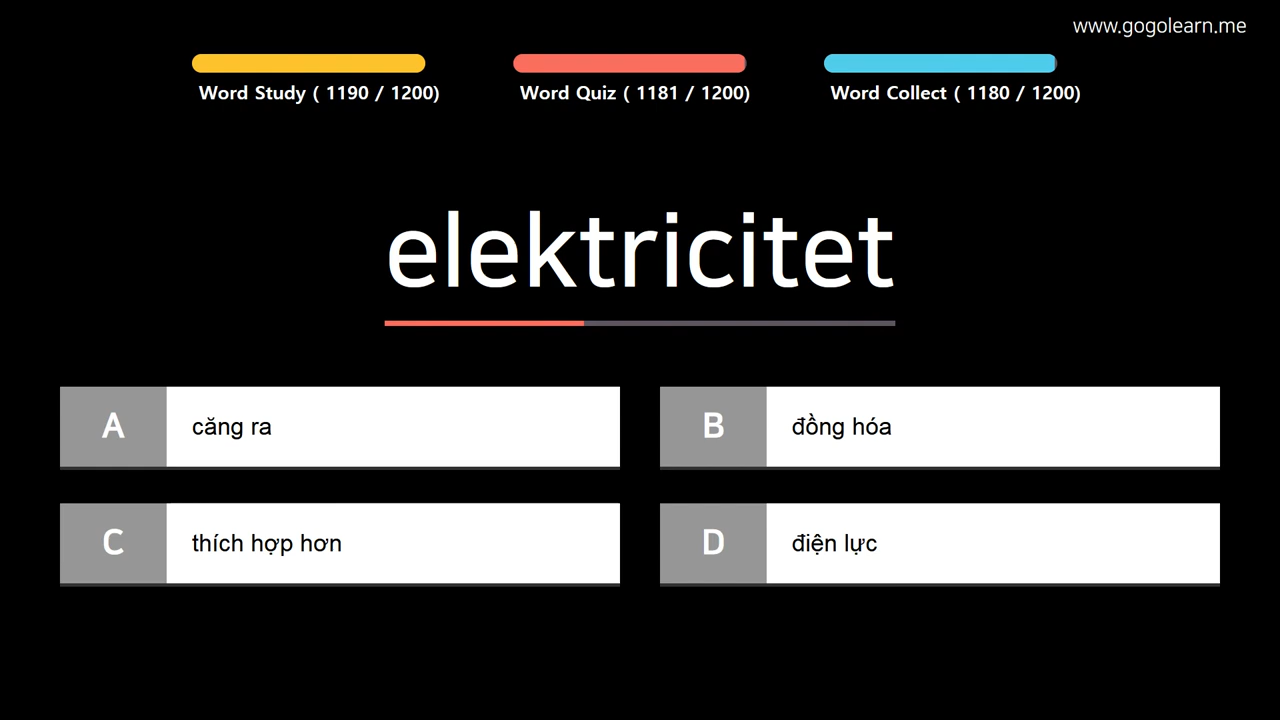 www.gogolearn.me
Word Study ( 1190 / 1200)
Word Quiz ( 1181 / 1200)
Word Collect ( 1180 / 1200)
elektricitet
A căng ra
B đồng hóa
C thích hợp hơn
D điện lực